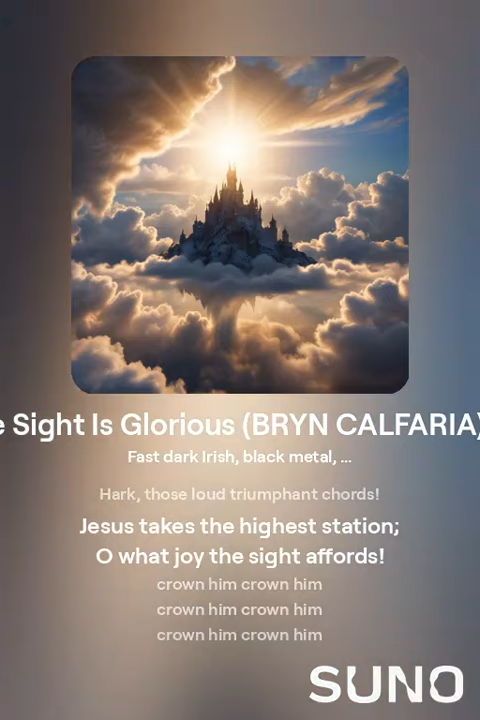 e Sight Is Glorious (BRYN CALFARIA)
Fast dark Irish, black metal, ...
Hark, those loud triumphant chords!
Jesus takes the highest station;
O what joy the sight affords!
crown him crown him
crown him crown him
crown him crown him
SUNO